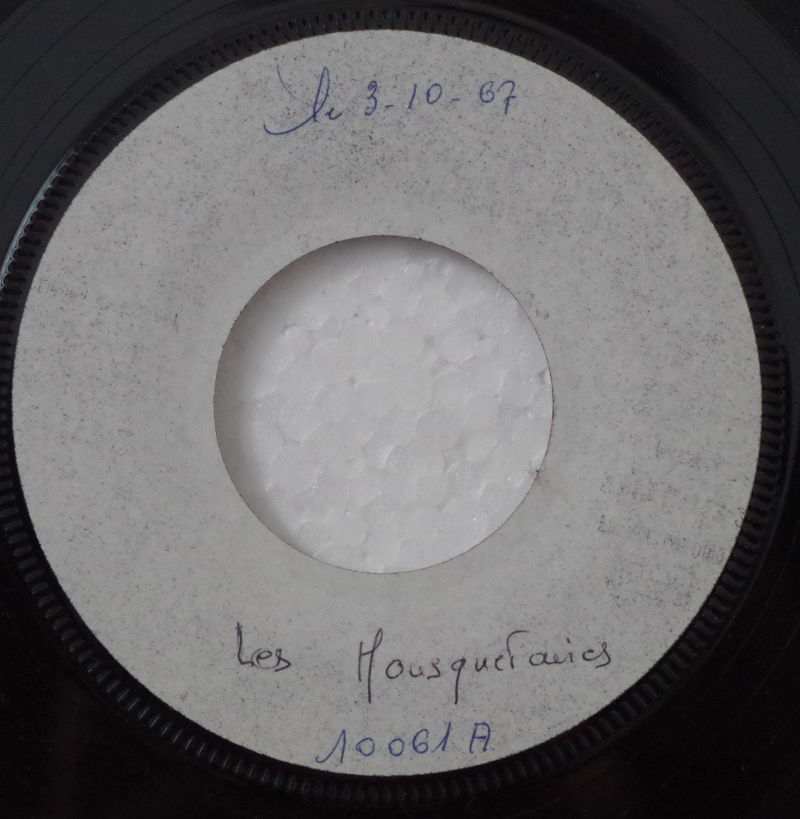 le 3-10-67
Les Mousquetaires
10061 A